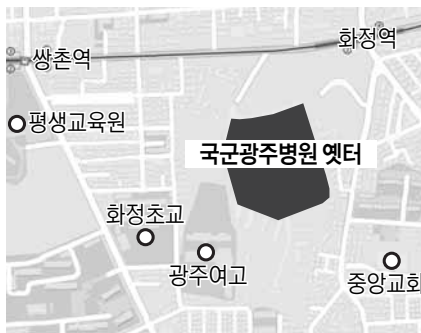 화정역
쌍촌역
평생교육원
국군광주병원 옛터
화정초교
광주여고
중앙교회